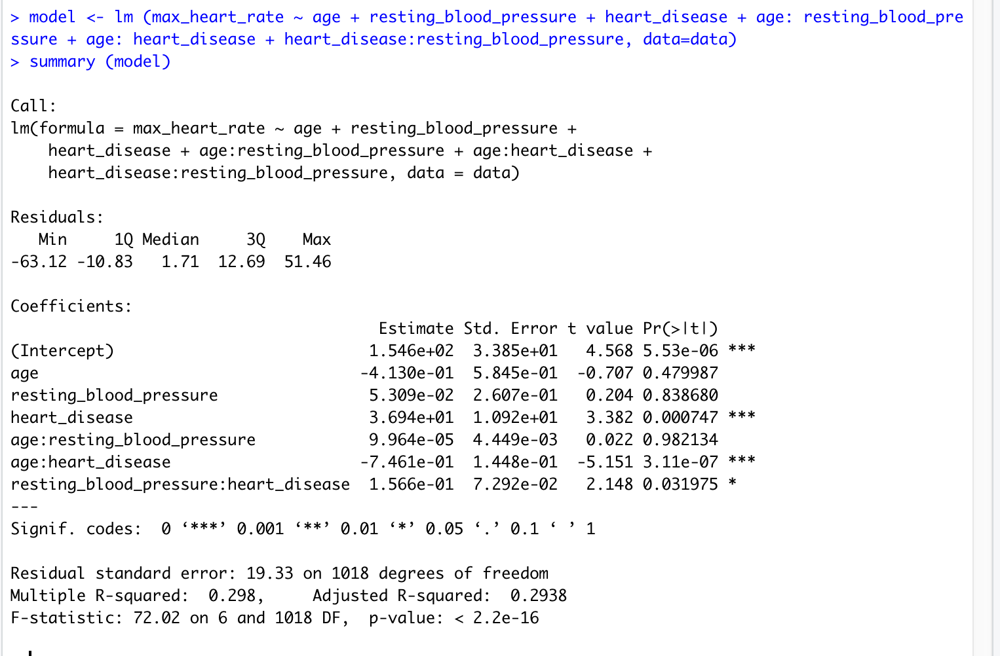 > model <- lm (max_heart_rate ~ age + resting_blood_pressure + heart_disease + age: resting_blood_pre
ssure + age: heart_disease + heart_disease:resting_blood_pressure, data=data)
> summary (model)
Call:
lm(formula = max_heart_rate ~ age + resting_blood_pressure +
    heart_disease + age:resting_blood_pressure + age:heart_disease +
    heart_disease:resting_blood_pressure, data = data)
Residuals:
   Min     1Q Median     3Q    Max
-63.12 -10.83   1.71  12.69  51.46
Coefficients:
                                       Estimate Std. Error t value Pr(>|t|)
(Intercept)                           1.546e+02  3.385e+01   4.568 5.53e-06 ***
age                                  -4.130e-01  5.845e-01  -0.707 0.479987
resting_blood_pressure                5.309e-02  2.607e-01   0.204 0.838680
heart_disease                         3.694e+01  1.092e+01   3.382 0.000747 ***
age:resting_blood_pressure            9.964e-05  4.449e-03   0.022 0.982134
age:heart_disease                    -7.461e-01  1.448e-01  -5.151 3.11e-07 ***
resting_blood_pressure:heart_disease  1.566e-01  7.292e-02   2.148 0.031975 *
---
Signif. codes:  0 ‘***’ 0.001 ‘**’ 0.01 ‘*’ 0.05 ‘.’ 0.1 ‘ ’ 1
Residual standard error: 19.33 on 1018 degrees of freedom
Multiple R-squared:  0.298,	Adjusted R-squared:  0.2938
F-statistic: 72.02 on 6 and 1018 DF,  p-value: < 2.2e-16